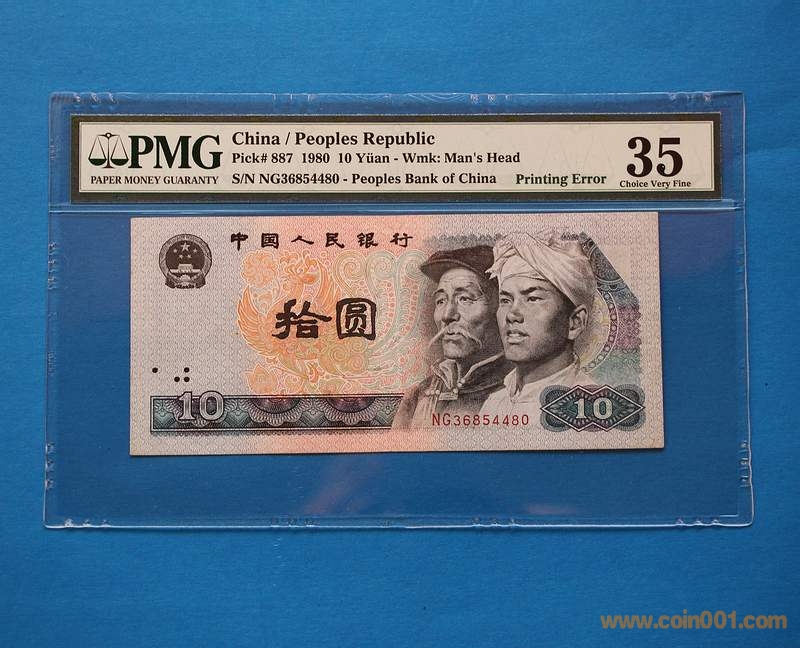 PMG
PAPER MONEY GUARANTY
China / Peoples Republic
Pick# 887 1980 10 Yüan - Wmk: Man's Head
S/N NG36854480 - Peoples Bank of China
Printing Error
35
Choice Very Fine
中国人民银行
拾圆
10
NG36854480
10
www.coin001.com